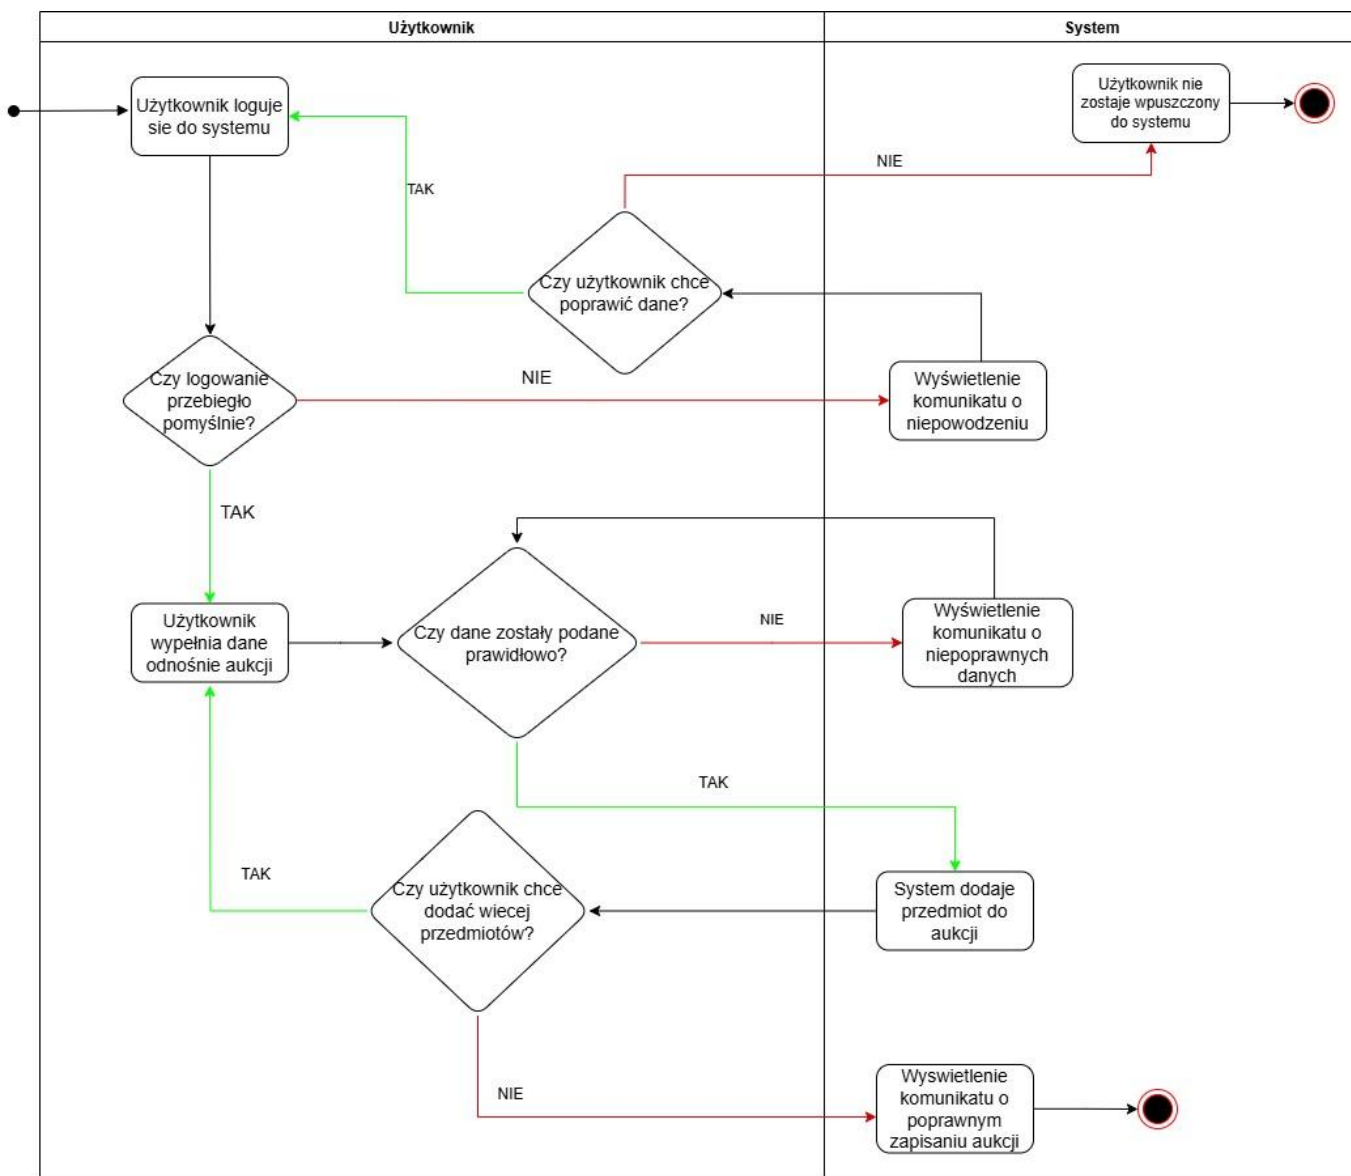 Użytkownik
System
Użytkownik loguje
sie do systemu
Użytkownik nie
zostaje wpuszczony
do systemu
NIE
TAK
Czy użytkownik chce
poprawić dane?
Czy logowanie
przebiegło
pomyślnie?
NIE
Wyświetlenie
komunikatu o
niepowodzeniu
TAK
Użytkownik
wypełnia dane
odnośnie aukcji
Czy dane zostały podane
prawidłowo?
NIE
Wyświetlenie
komunikatu o
niepoprawnych
danych
TAK
TAK
Czy użytkownik chce
dodać wiecej
przedmiotów?
System dodaje
przedmiot do
aukcji
NIE
Wyswietlenie
komunikatu o
poprawnym
zapisaniu aukcji